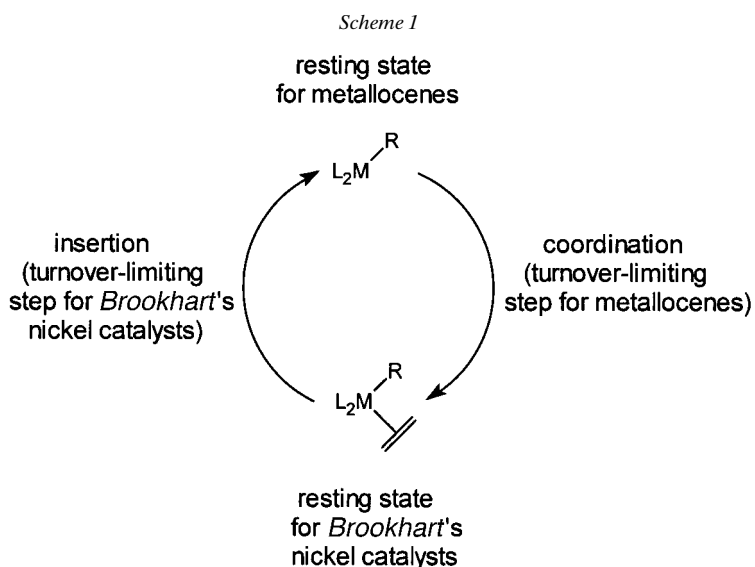 Scheme 1
resting state
for metallocenes
R
L₂M
insertion
(turnover-limiting
step for Brookhart's
nickel catalysts)
coordination
(turnover-limiting
step for metallocenes)
R
L₂M
resting state
for Brookhart's
nickel catalysts